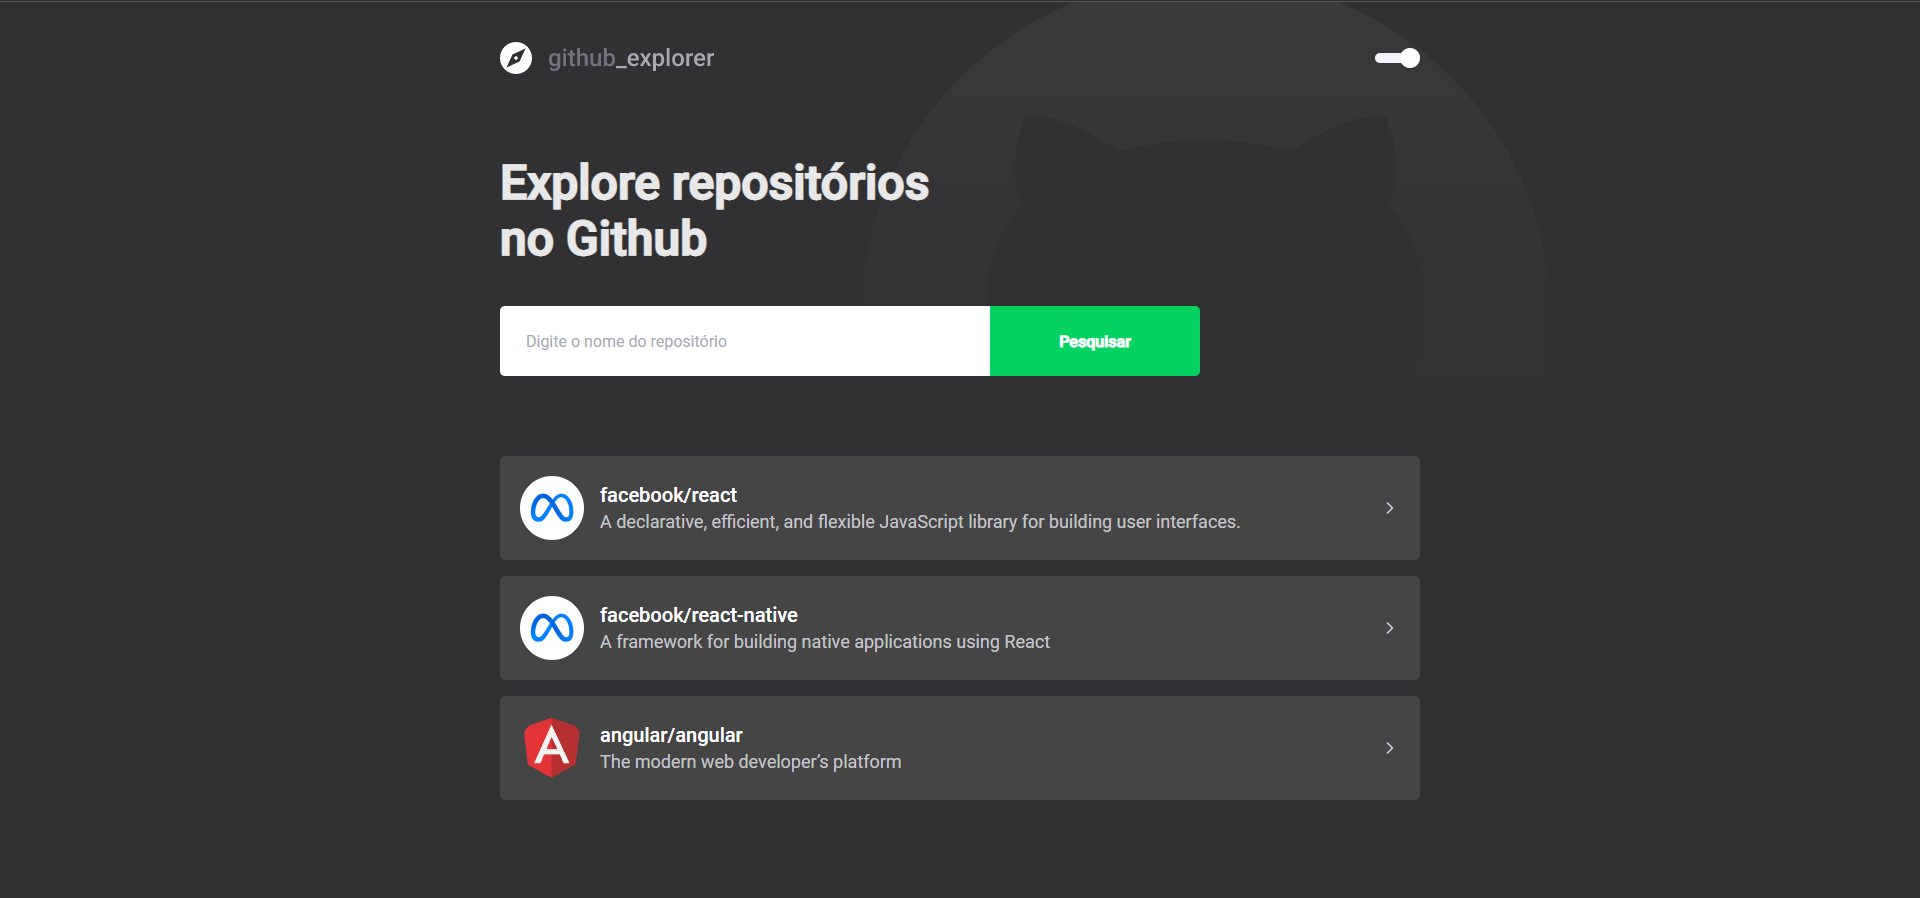 github_explorer
Explore repositórios
no Github
Digite o nome do repositório
Pesquisar
facebook/react
A declarative, efficient, and flexible JavaScript library for building user interfaces.
facebook/react-native
A framework for building native applications using React
angular/angular
The modern web developer’s platform